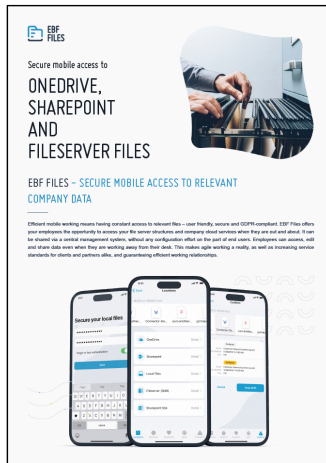 EBF
FILES
Secure mobile access to
ONEDRIVE,
SHAREPOINT
AND
FILESERVER FILES
EBF FILES – SECURE MOBILE ACCESS TO RELEVANT
COMPANY DATA
Efficient mobile working means having constant access to relevant files – user friendly, secure and GDPR-compliant. EBF Files offers
your employees the opportunity to access your file server structures and company cloud services when they are out and about. It can
be shared via a central management system, without any configuration effort on the part of end users. Employees can access, edit
and share data even when they are working away from their desk. This makes agile working a reality, as well as increasing service
standards for clients and partners alike, and guaranteeing efficient working relationships.
Secure your local files
Locations
OneDrive
Sharepoint
Local Files
Fileserver (SMB)
Sharepoint Site